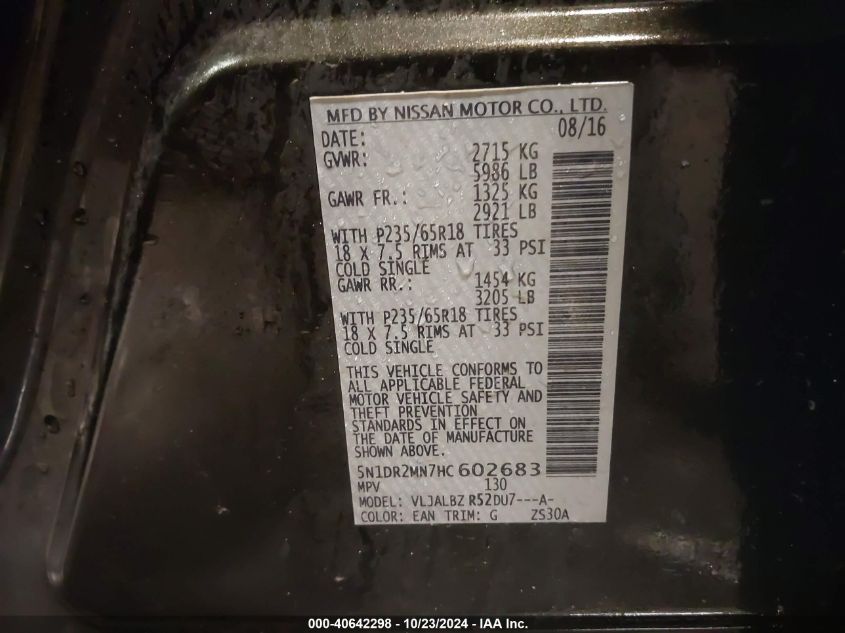 MFD BY NISSAN MOTOR CO., LTD.
DATE: 08/16
GVWR: 2715 KG
5986 LB
GAWR FR.: 1325 KG
2921 LB
WITH P235/65R18 TIRES
18 X 7.5 RIMS AT 33 PSI
COLD SINGLE
GAWR RR.: 1454 KG
3205 LB
WITH P235/65R18 TIRES
18 X 7.5 RIMS AT 33 PSI
COLD SINGLE
THIS VEHICLE CONFORMS TO
ALL APPLICABLE FEDERAL
MOTOR VEHICLE SAFETY AND
THEFT PREVENTION
STANDARDS IN EFFECT ON
THE DATE OF MANUFACTURE
SHOWN ABOVE.
5N1DR2MN7HC602683
MPV 130
MODEL: VLJALBZ R52DU7---A-
COLOR: EAN TRIM: G ZS30A
000-40642298 - 10/23/2024 - IAA Inc.